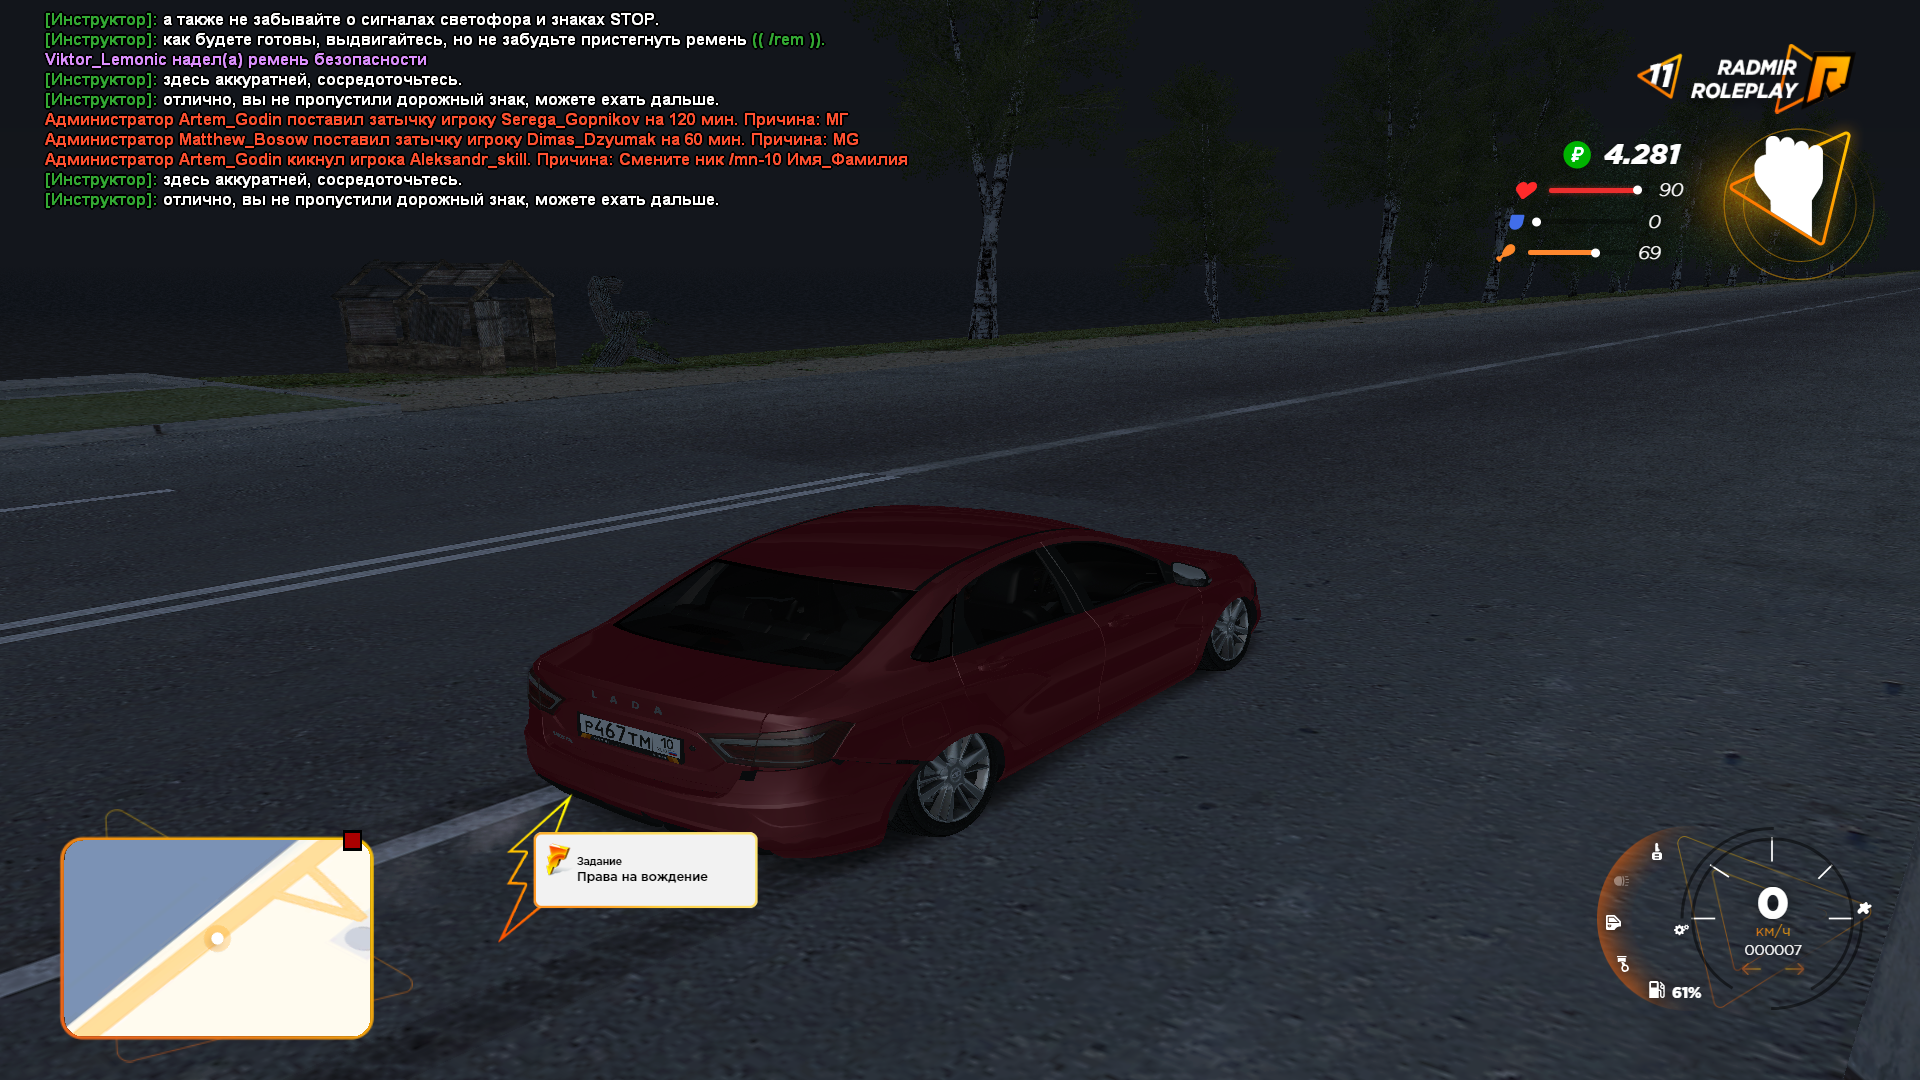 [Инструктор]: а также не забывайте о сигналах светофора и знаках STOP.
[Инструктор]: как будете готовы, выдвигайтесь, но не забудьте пристегнуть ремень (( /rem )).
Viktor_Lemonic надел(а) ремень безопасности
[Инструктор]: здесь аккуратней, сосредоточьтесь.
[Инструктор]: отлично, вы не пропустили дорожный знак, можете ехать дальше.
Администратор Artem_Godin поставил затычку игроку Serega_Gopnikov на 120 мин. Причина: МГ
Администратор Matthew_Bosow поставил затычку игроку Dimas_Dzyumak на 60 мин. Причина: MG
Администратор Artem_Godin кикнул игрока Aleksandr_skill. Причина: Смените ник /mn-10 Имя_Фамилия
[Инструктор]: здесь аккуратней, сосредоточьтесь.
[Инструктор]: отлично, вы не пропустили дорожный знак, можете ехать дальше.
11
RADMIR
ROLEPLAY
₽ 4.281
90
0
69
LADA
Р467ТМ 10
Задание
Права на вождение
0
км/ч
000007
61%